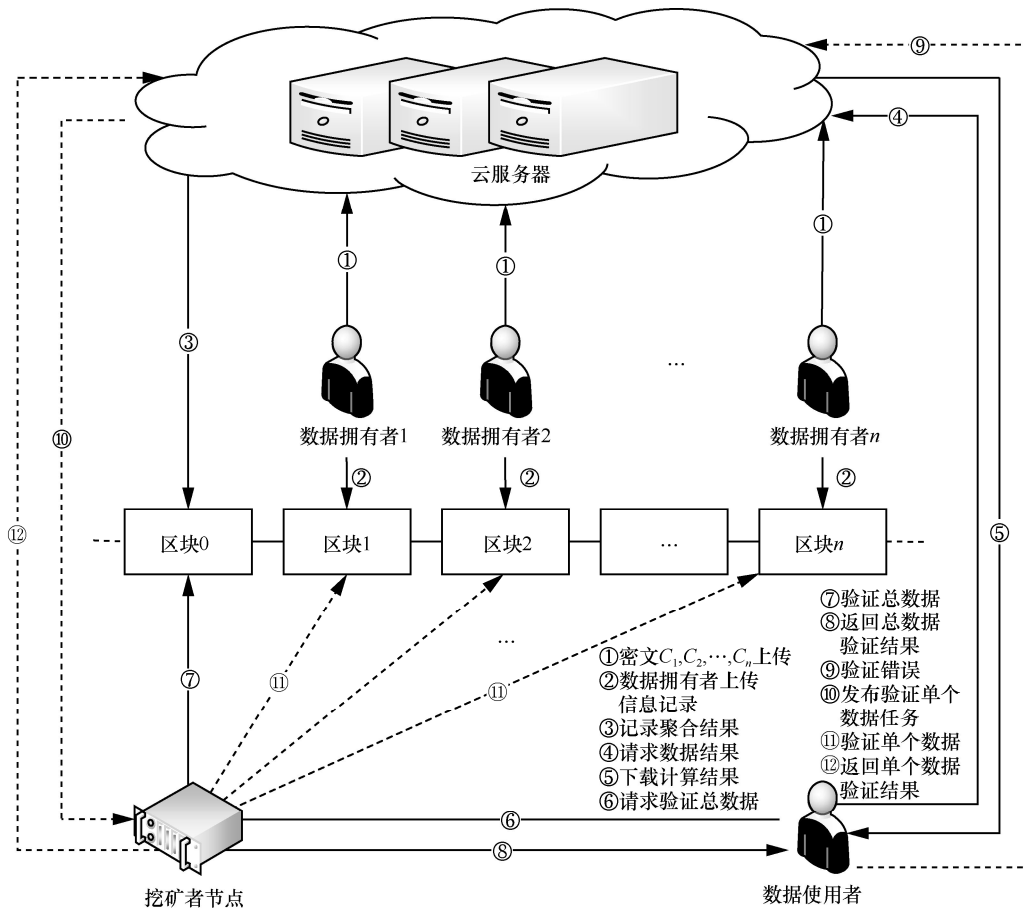 ⑨
④
云服务器
①
①
①
③
…
⑩
数据拥有者1
数据拥有者2
数据拥有者n
②
②
②
⑫
⑤
区块0
区块1
区块2
…
区块n
⑦
⑪
⑪
…
①密文C1,C2,…,Cn上传
②数据拥有者上传
信息记录
③记录聚合结果
④请求数据结果
⑤下载计算结果
⑥请求验证总数据
⑦验证总数据
⑧返回总数据
验证结果
⑨验证错误
⑩发布验证单个
数据任务
⑪验证单个数据
⑫返回单个数据
验证结果
⑥
⑧
挖矿者节点
数据使用者